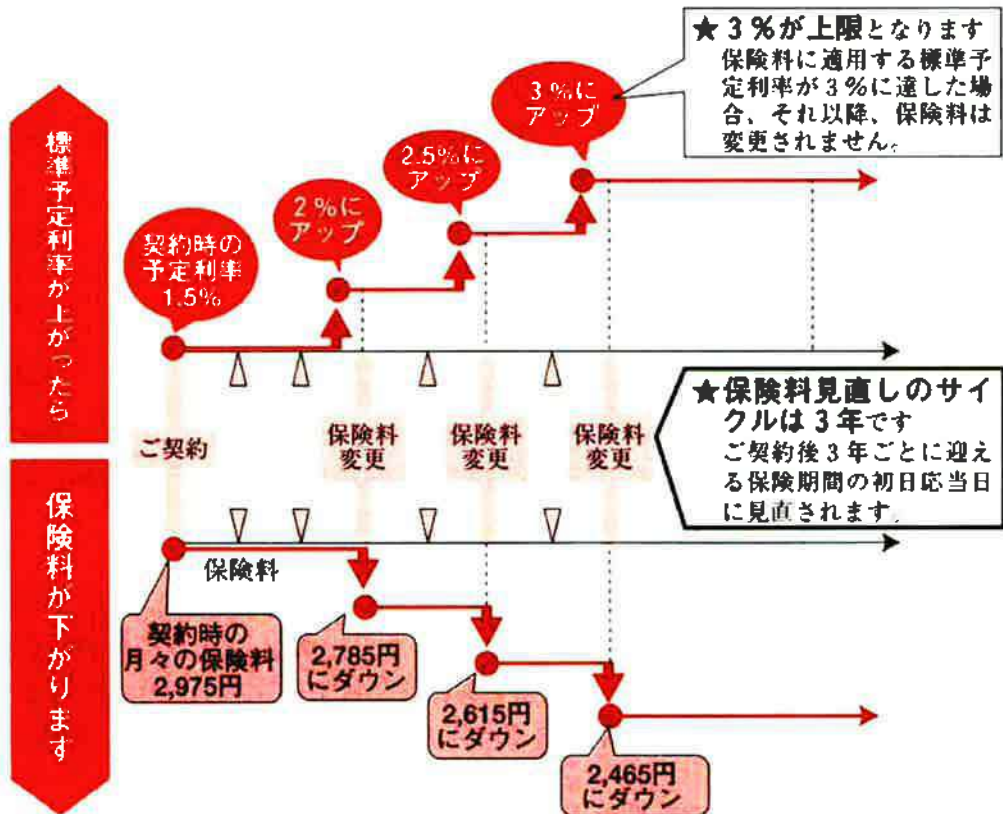 標準予定利率が上がったら
★3%が上限となります
保険料に適用する標準予
定利率が3%に達した場
合、それ以降、保険料は
変更されません。
3%に
アップ
2.5%に
アップ
2%に
アップ
契約時の
予定利率
1.5%
ご契約
保険料
変更
保険料
変更
保険料
変更
★保険料見直しのサイ
クルは3年です
ご契約後3年ごとに迎え
る保険期間の初日応当日
に見直されます。
保険料が下がります
保険料
契約時の
月々の保険料
2,975円
2,785円
にダウン
2,615円
にダウン
2,465円
にダウン